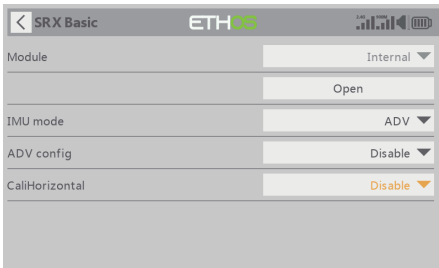 SRX Basic ETHOS
Module Internal
Open
IMU mode ADV
ADV config Disable
CaliHorizontal Disable